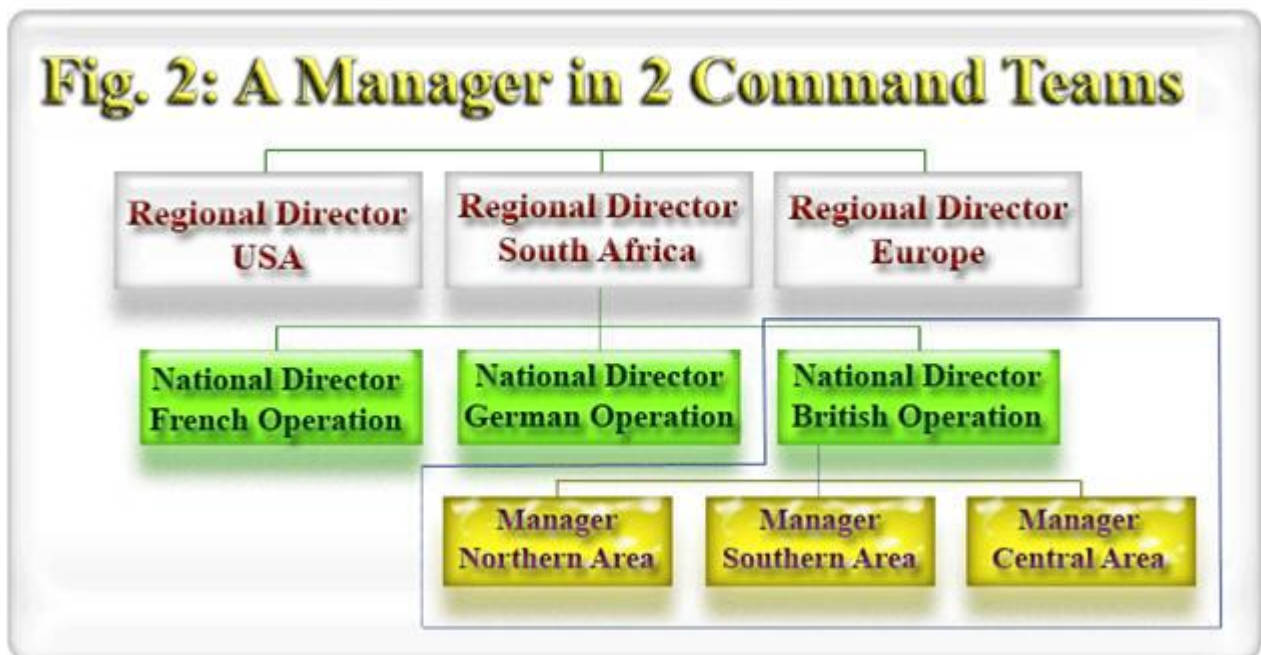 Fig. 2: A Manager in 2 Command Teams
Regional Director
USA
Regional Director
South Africa
Regional Director
Europe
National Director
French Operation
National Director
German Operation
National Director
British Operation
Manager
Northern Area
Manager
Southern Area
Manager
Central Area